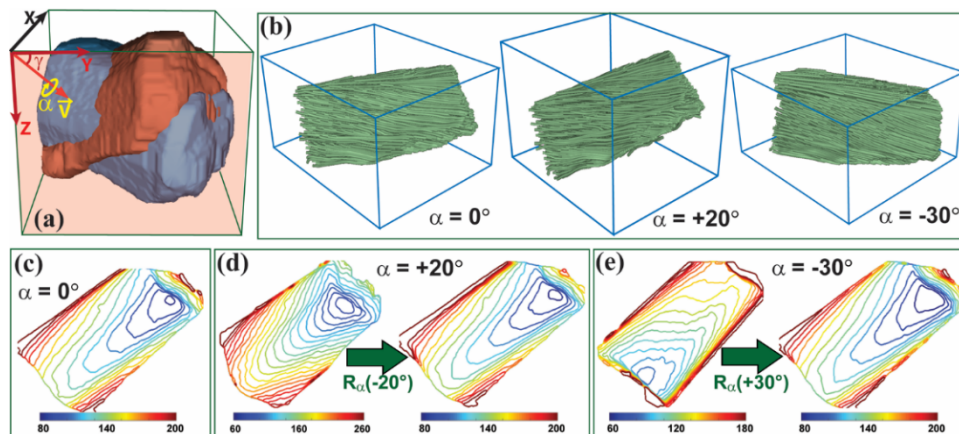 X
Y
γ
α V
Z
(a)
(b)
α = 0°
α = +20°
α = -30°
(c)
α = 0°
80 140 200
(d)
α = +20°
Rα(-20°)
60 160 260
80 140 200
(e)
α = -30°
Rα(+30°)
60 120 180
80 140 200